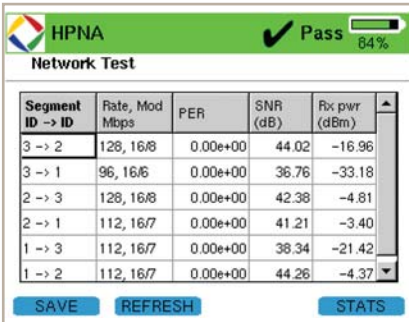 HPNA Pass 84%
Network Test
Segment ID -> ID Rate, Mod Mbps PER SNR (dB) Rx pwr (dBm)
3 -> 2 128, 16/8 0.00e+00 44.02 -16.96
3 -> 1 96, 16/6 0.00e+00 36.76 -33.18
2 -> 3 128, 16/8 0.00e+00 42.38 -4.81
2 -> 1 112, 16/7 0.00e+00 41.21 -3.40
1 -> 3 112, 16/7 0.00e+00 38.34 -21.42
1 -> 2 112, 16/7 0.00e+00 44.26 -4.37
SAVE REFRESH STATS